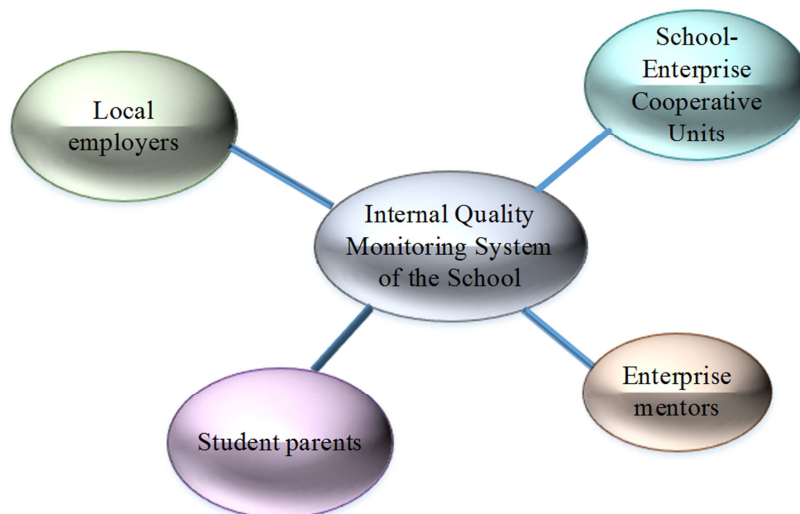 School-
Enterprise
Cooperative
Units
Local
employers
Internal Quality
Monitoring System
of the School
Enterprise
mentors
Student parents